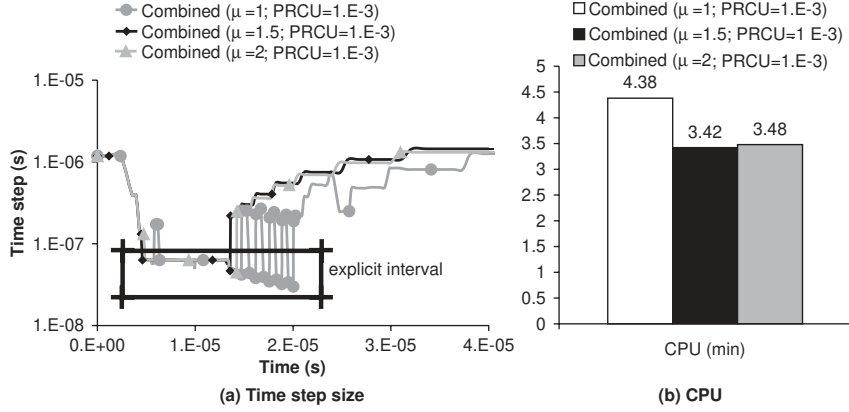 Combined (μ =1; PRCU=1.E-3)
Combined (μ =1.5; PRCU=1.E-3)
Combined (μ =2; PRCU=1.E-3)
1.E-05
1.E-06
1.E-07
1.E-08
Time step (s)
explicit interval
0.E+00
1.E-05
2.E-05
3.E-05
4.E-05
Time (s)
(a) Time step size
Combined (μ =1; PRCU=1.E-3)
Combined (μ =1.5; PRCU=1 E-3)
Combined (μ=2; PRCU=1.E-3)
5
4.5
4
3.5
3
2.5
2
1.5
1
0.5
0
4.38
3.42
3.48
CPU (min)
(b) CPU